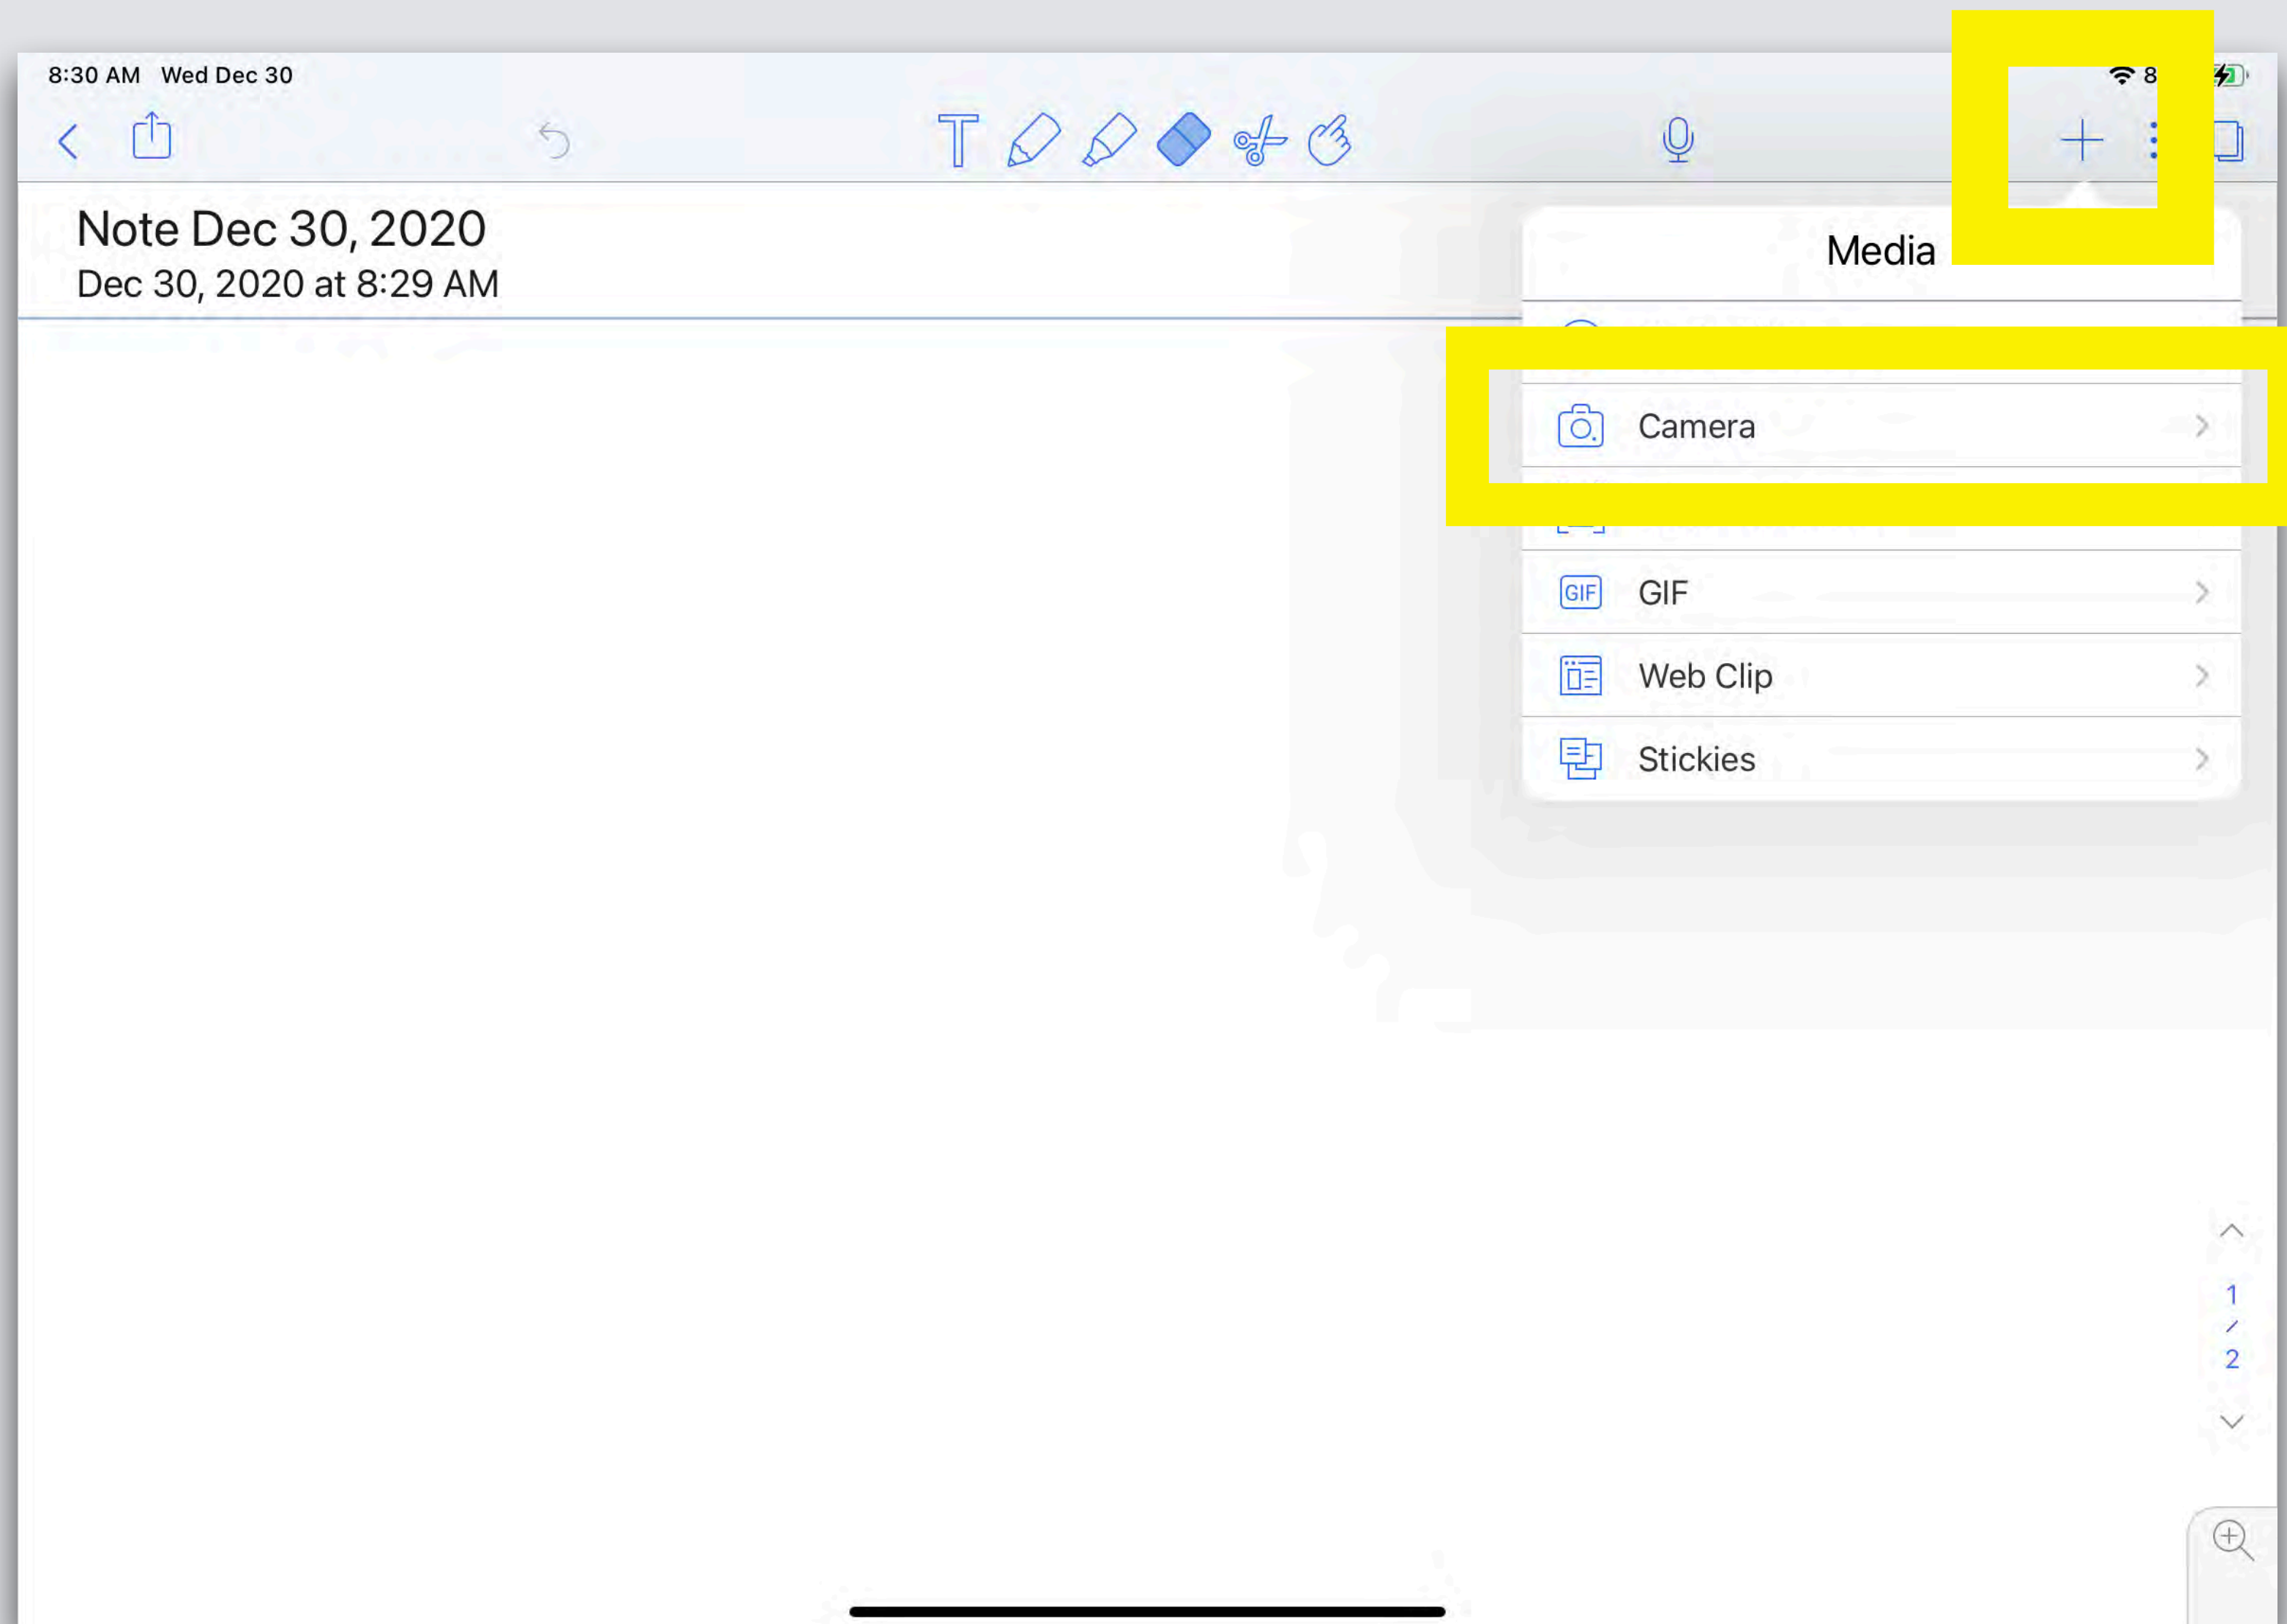 8:30 AM Wed Dec 30
8
Note Dec 30, 2020
Dec 30, 2020 at 8:29 AM
Media
Camera
GIF GIF
Web Clip
Stickies
1
/
2